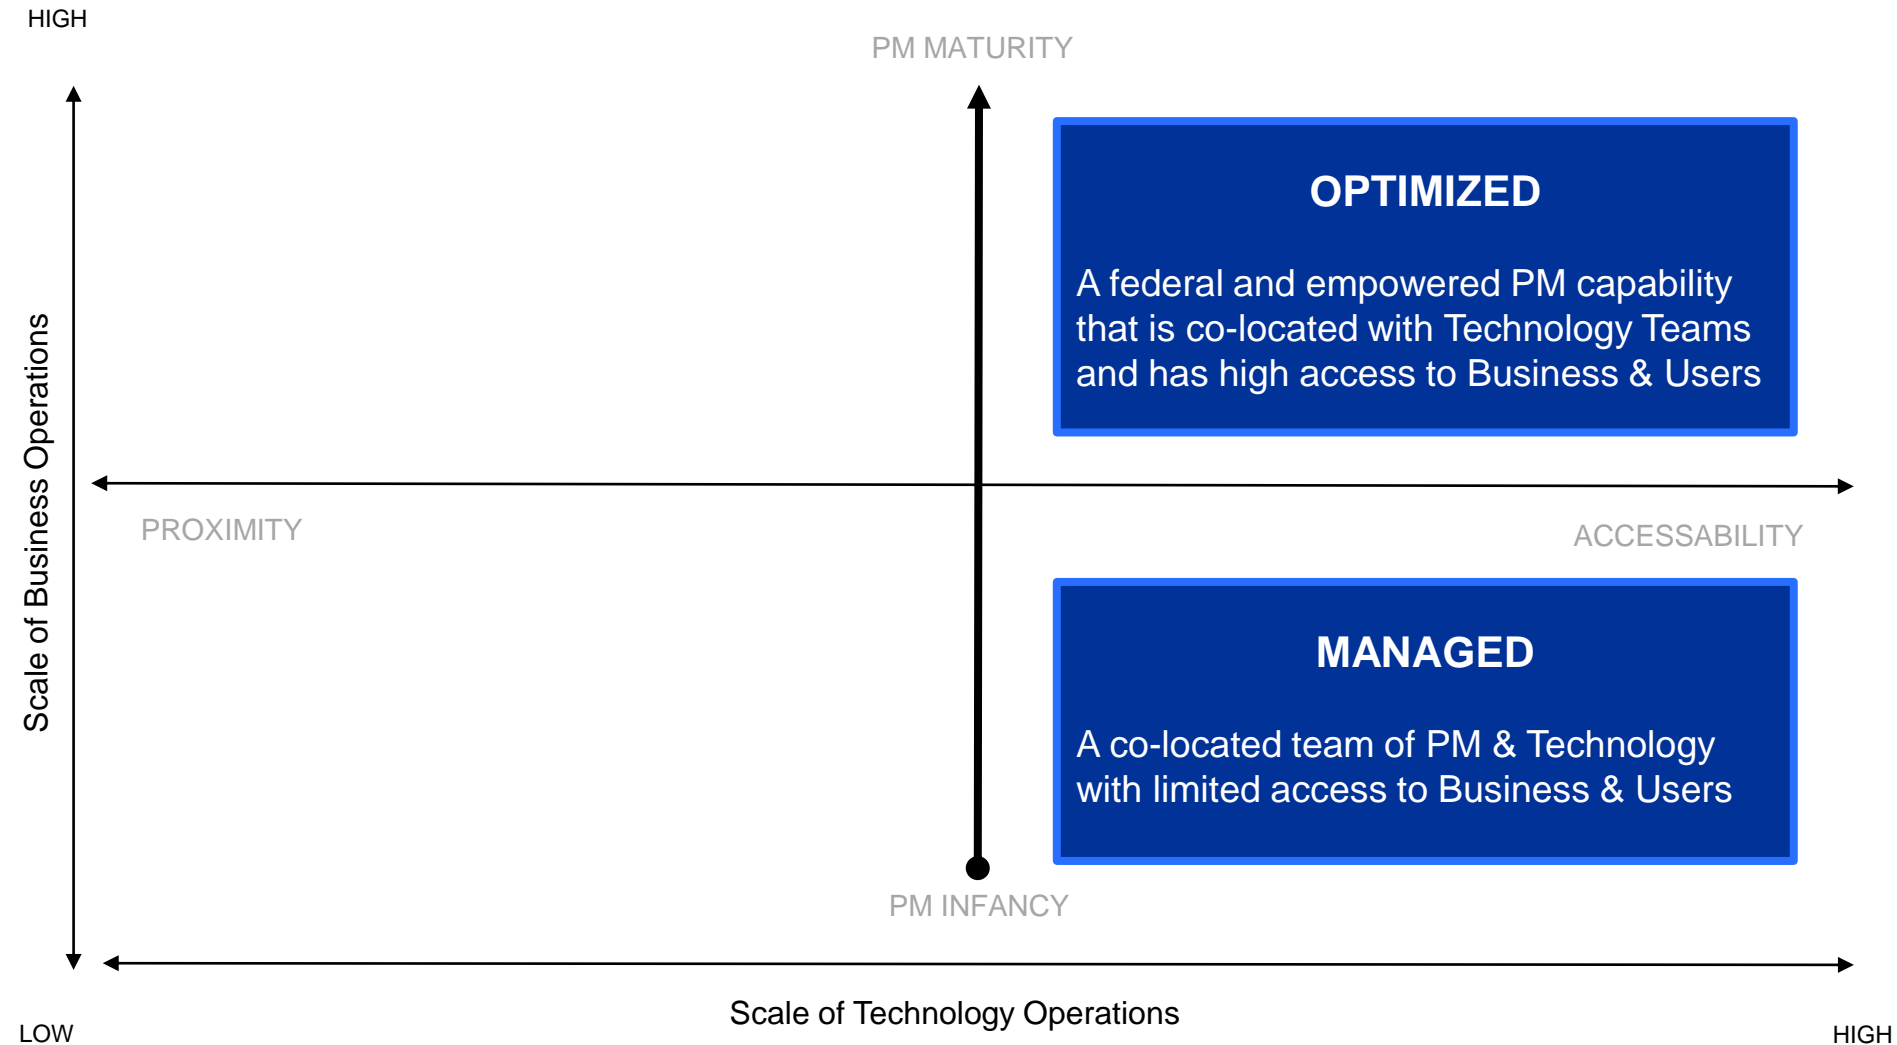 HIGH
PM MATURITY
OPTIMIZED
A federal and empowered PM capability
that is co-located with Technology Teams
and has high access to Business & Users
Scale of Business Operations
PROXIMITY
ACCESSABILITY
MANAGED
A co-located team of PM & Technology
with limited access to Business & Users
PM INFANCY
Scale of Technology Operations
LOW
HIGH